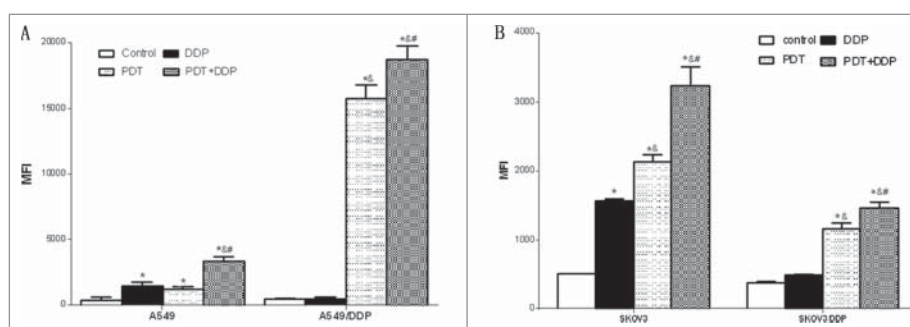 A
20000
15000
10000
5000
0
MFI
Control DDP
PDT PDT+DDP
*
*
*&#
*&
*&#
A549
A549/DDP
B
4000
3000
2000
1000
0
MFI
control DDP
PDT PDT+DDP
*
*&
*&#
*&
*&#
SKOV3
SKOV3/DDP